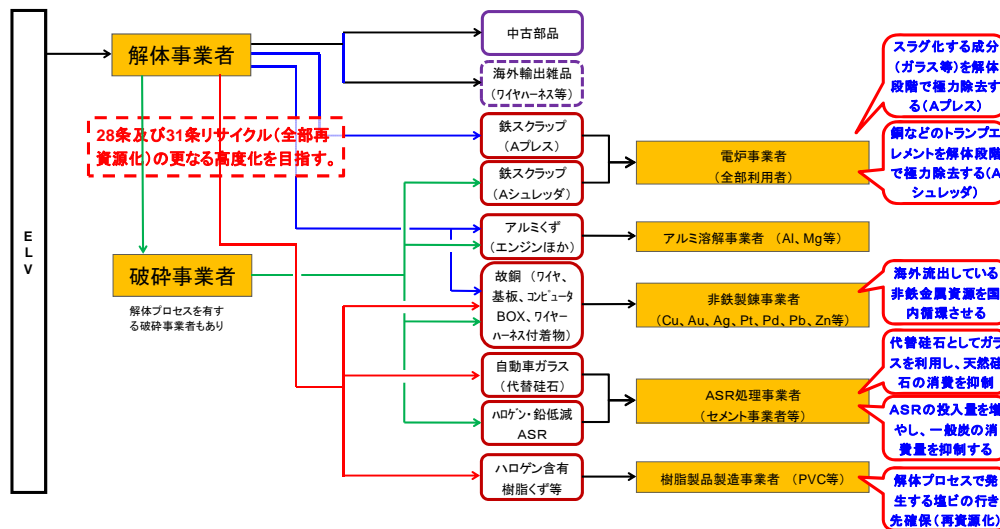 ELV
解体事業者
28条及び31条リサイクル(全部再
資源化)の更なる高度化を目指す。
破砕事業者
解体プロセスを有す
る破砕事業者もあり
中古部品
海外輸出雑品
(ワイヤハーネス等)
鉄スクラップ
(Aプレス)
鉄スクラップ
(Aシュレッダ)
アルミくず
(エンジンほか)
故銅 (ワイヤ、
基板、コンピュータ
BOX、ワイヤー
ハーネス付着物)
自動車ガラス
(代替硅石)
ハロゲン・鉛低減
ASR
ハロゲン含有
樹脂くず等
電炉事業者
(全部利用者)
アルミ溶解事業者 (Al、Mg等)
非鉄製錬事業者
(Cu、Au、Ag、Pt、Pd、Pb、Zn等)
ASR処理事業者
(セメント事業者等)
樹脂製品製造事業者 (PVC等)
スラグ化する成分
(ガラス等)を解体
段階で極力除去す
る(Aプレス)
銅などのトランプエ
レメントを解体段階
で極力除去する(A
シュレッダ)
海外流出している
非鉄金属資源を国
内循環させる
代替硅石としてガラ
スを利用し、天然硅
石の消費を抑制
ASRの投入量を増
やし、一般炭の消
費量を抑制する
解体プロセスで発
生する塩ビの行き
先確保(再資源化)